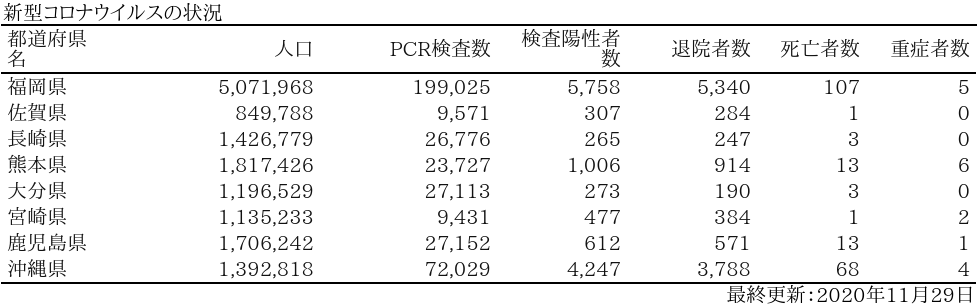 新型コロナウイルスの状況
都道府県名 人口 PCR検査数 検査陽性者数 退院者数 死亡者数 重症者数
福岡県 5,071,968 199,025 5,758 5,340 107 5
佐賀県 849,788 9,571 307 284 1 0
長崎県 1,426,779 26,776 265 247 3 0
熊本県 1,817,426 23,727 1,006 914 13 6
大分県 1,196,529 27,113 273 190 3 0
宮崎県 1,135,233 9,431 477 384 1 2
鹿児島県 1,706,242 27,152 612 571 13 1
沖縄県 1,392,818 72,029 4,247 3,788 68 4
最終更新：2020年11月29日